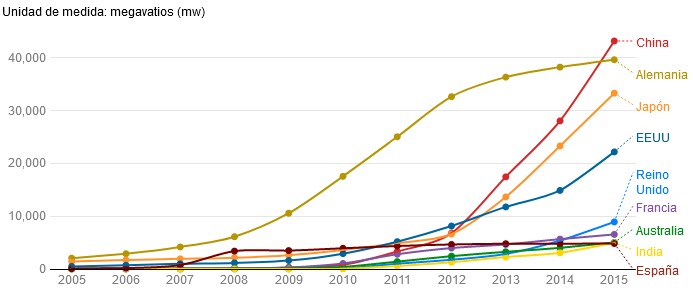 Unidad de medida: megavatios (mw)
40,000
30,000
20,000
10,000
0
China
Alemania
Japón
EEUU
Reino
Unido
Francia
Australia
India
España
2005 2006 2007 2008 2009 2010 2011 2012 2013 2014 2015